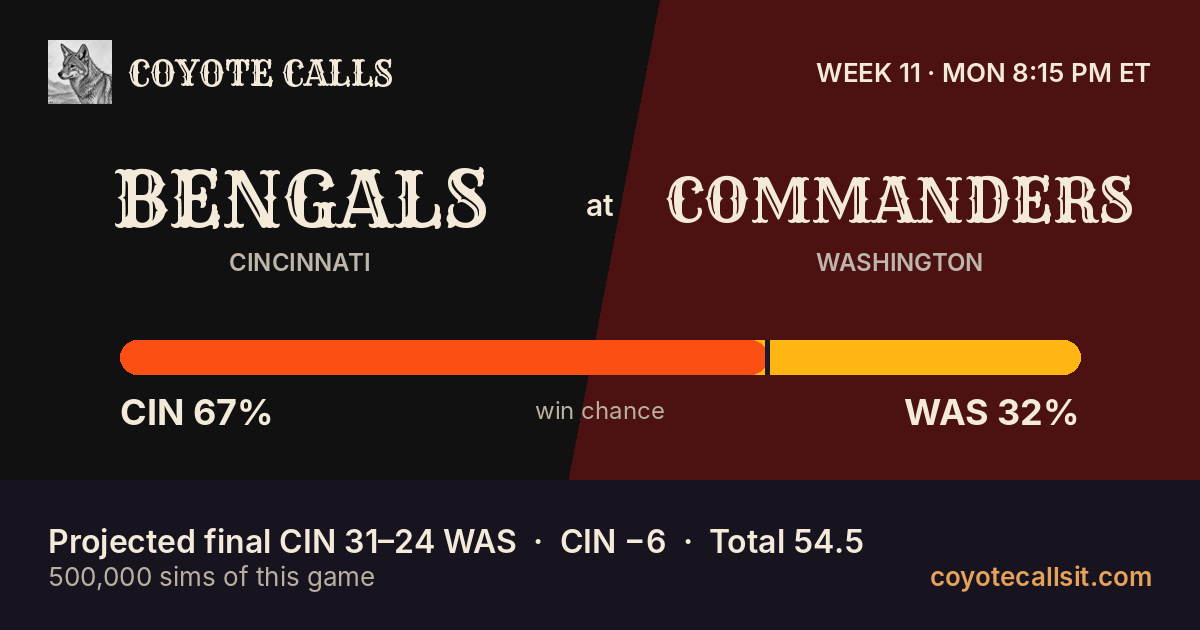 COYOTE CALLS
WEEK 11 · MON 8:15 PM ET
BENGALS at COMMANDERS
CINCINNATI WASHINGTON
CIN 67% win chance WAS 32%
Projected final CIN 31–24 WAS · CIN −6 · Total 54.5
500,000 sims of this game
coyotecallsit.com